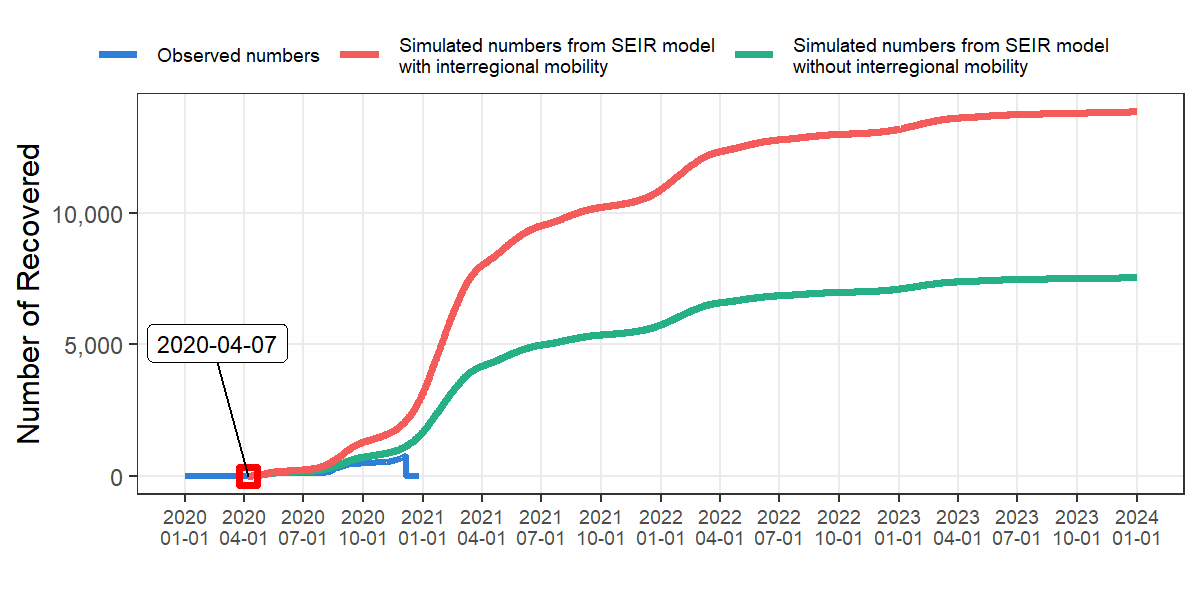 Observed numbers
Simulated numbers from SEIR model
with interregional mobility
Simulated numbers from SEIR model
without interregional mobility
Number of Recovered
10,000
5,000
0
2020-04-07
2020 2020 2020 2020 2021 2021 2021 2021 2022 2022 2022 2022 2023 2023 2023 2023 2024
01-01 04-01 07-01 10-01 01-01 04-01 07-01 10-01 01-01 04-01 07-01 10-01 01-01 04-01 07-01 10-01 01-01